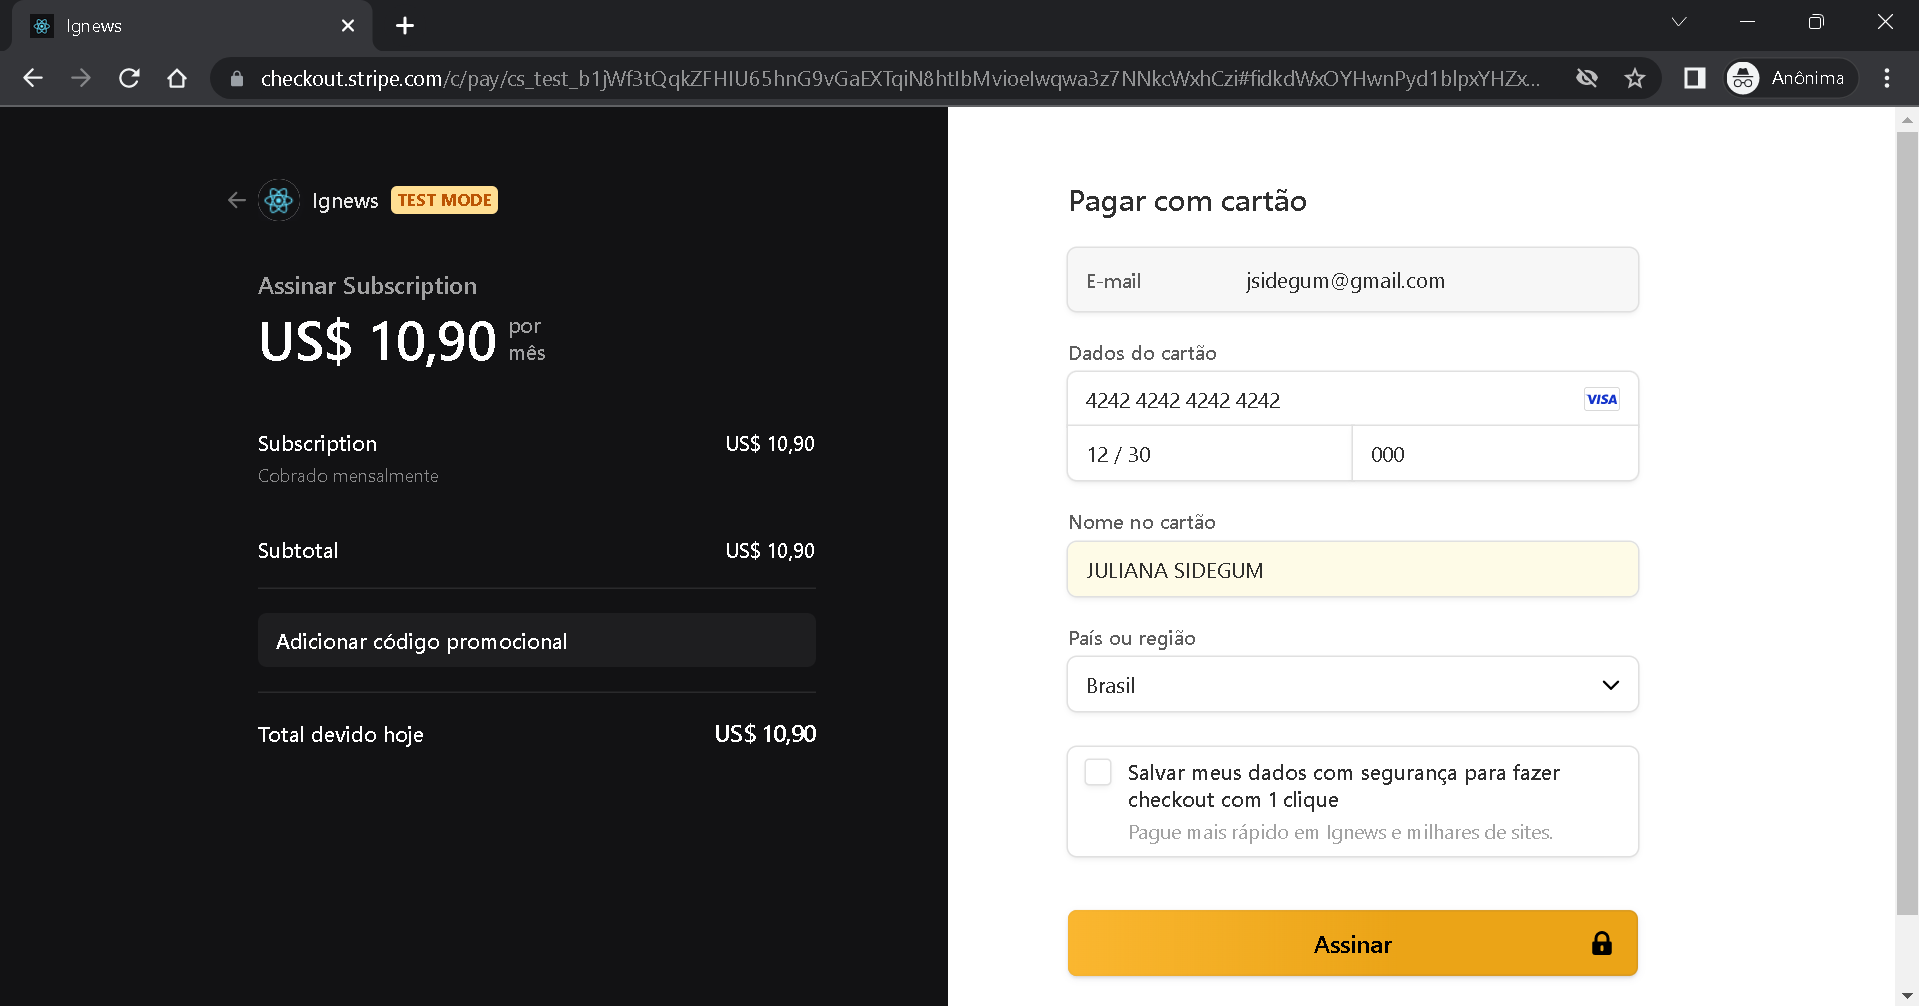 Ignews
checkout.stripe.com/c/pay/cs_test_b1jWf3tQqkZFHIU65hnG9vGaEXTqiN8htIbMvioeIwqwa3z7NNkcWxhCzi#fidkdWxOYHwnPyd1blpxYHZx...
Anônima
Ignews
TEST MODE
Assinar Subscription
US$ 10,90 por
mês
Subscription US$ 10,90
Cobrado mensalmente
Subtotal US$ 10,90
Adicionar código promocional
Total devido hoje US$ 10,90
Pagar com cartão
E-mail jsidegum@gmail.com
Dados do cartão
4242 4242 4242 4242 VISA
12 / 30 000
Nome no cartão
JULIANA SIDEGUM
País ou região
Brasil
Salvar meus dados com segurança para fazer
checkout com 1 clique
Pague mais rápido em Ignews e milhares de sites.
Assinar